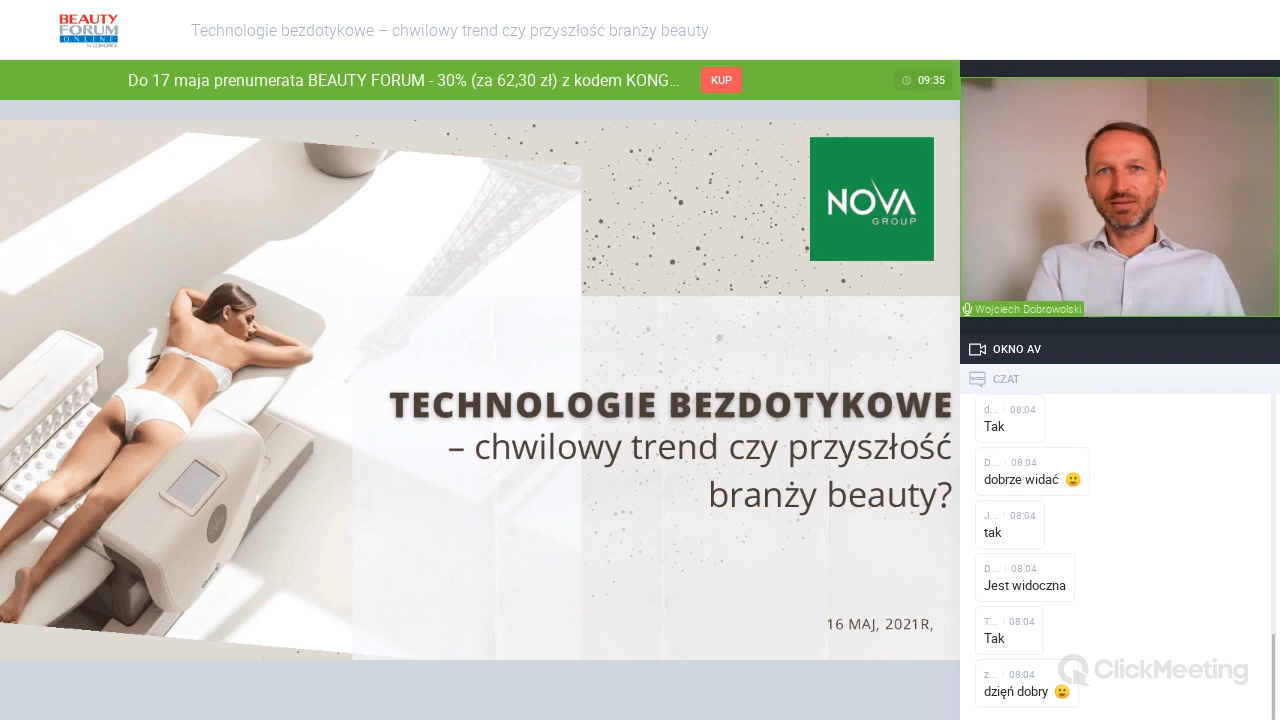 BEAUTY
FORUM
ONLINE
by COSMOPROF
Technologie bezdotykowe – chwilowy trend czy przyszłość branży beauty
Do 17 maja prenumerata BEAUTY FORUM - 30% (za 62,30 zł) z kodem KONG...
KUP
09:35
NOVA
GROUP
TECHNOLOGIE BEZDOTYKOWE
– chwilowy trend czy przyszłość
branży beauty?
16 MAJ, 2021R,
Wojciech Dobrowolski
OKNO AV
CZAT
d... 08:04
Tak
D... 08:04
dobrze widać 🙂
J... 08:04
tak
D... 08:04
Jest widoczna
T... 08:04
Tak
z... 08:04
dzięń dobry 🙂
ClickMeeting